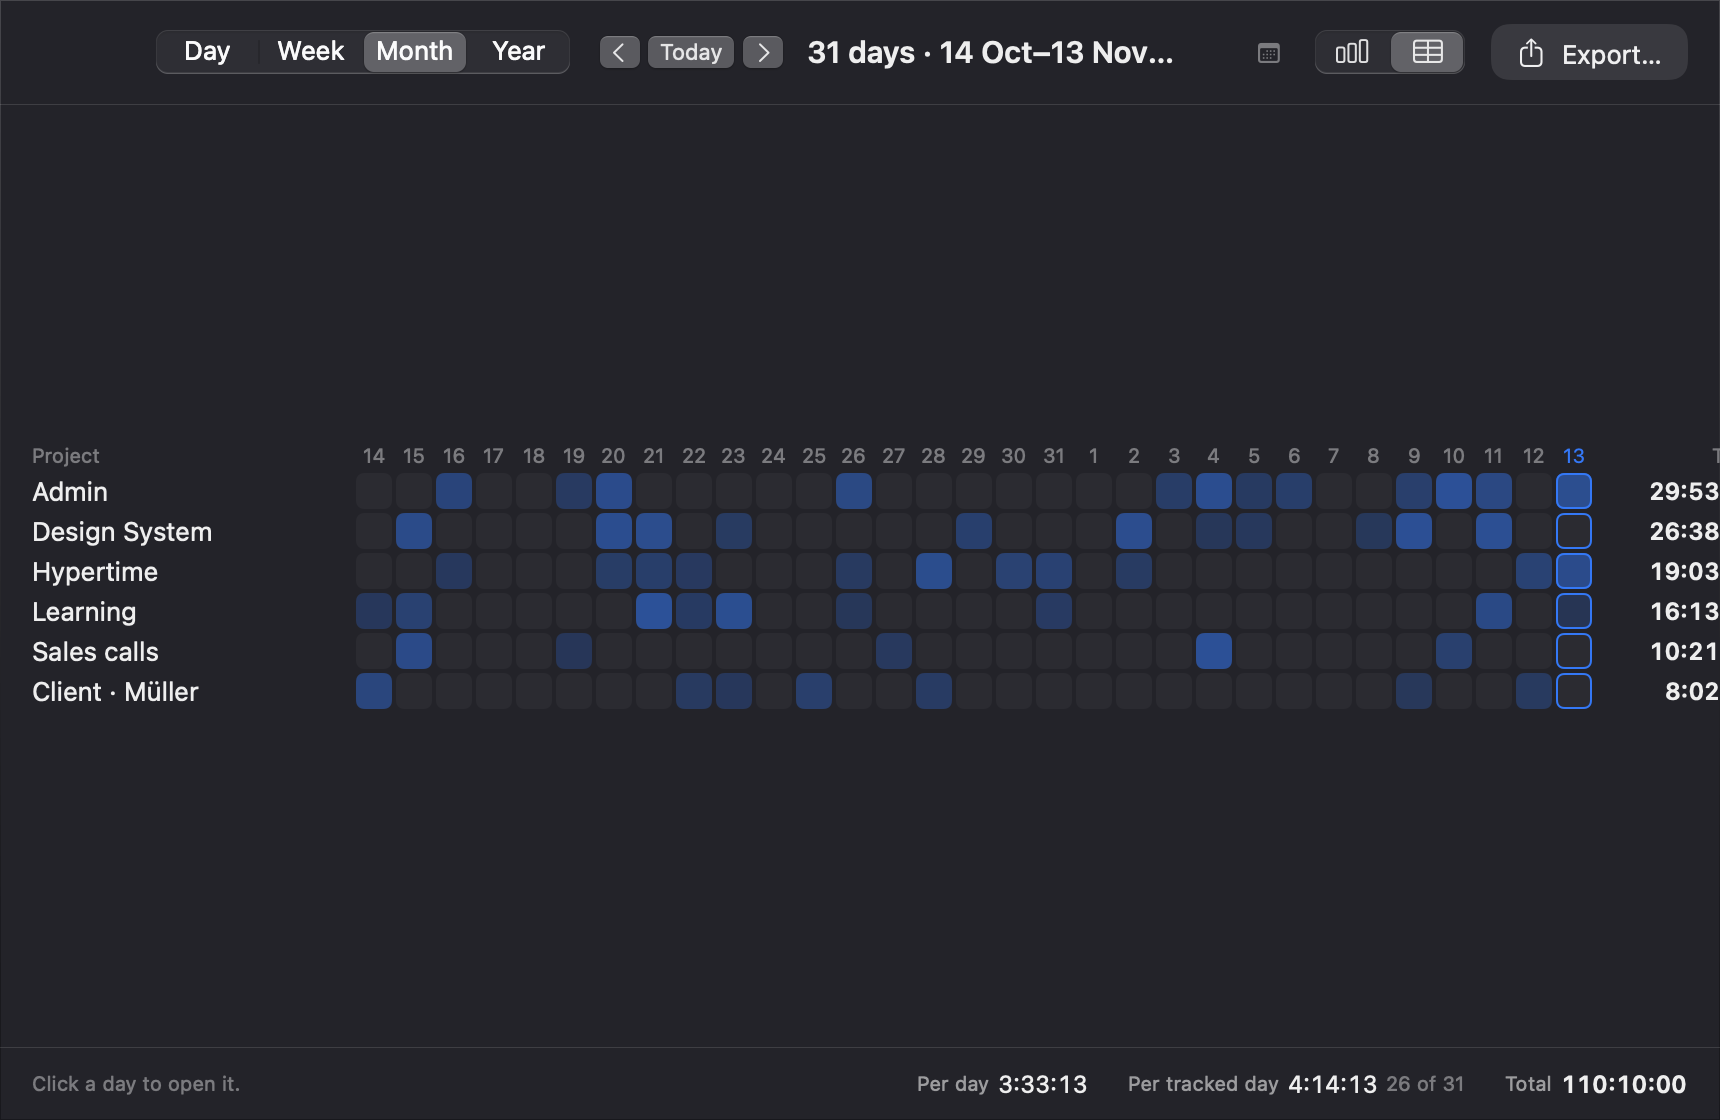 Day Week Month Year Today 31 days · 14 Oct–13 Nov... Export...
Project 14 15 16 17 18 19 20 21 22 23 24 25 26 27 28 29 30 31 1 2 3 4 5 6 7 8 9 10 11 12 13
Admin 29:53
Design System 26:38
Hypertime 19:03
Learning 16:13
Sales calls 10:21
Client · Müller 8:02
Click a day to open it. Per day 3:33:13 Per tracked day 4:14:13 26 of 31 Total 110:10:00